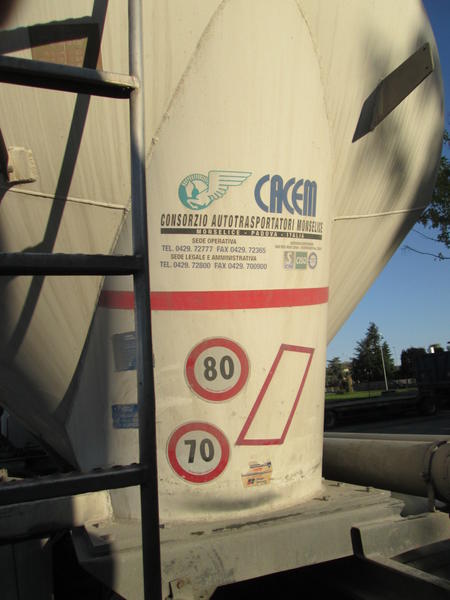 CACEM
CONSORZIO AUTOTRASPORTATORI MONSELICE
MONSELICE - PADOVA - ITALIA
SEDE OPERATIVA
TEL. 0429. 72777 FAX 0429. 72365
SEDE LEGALE E AMMINISTRATIVA
TEL. 0429. 72800 FAX 0429. 700900
80
70